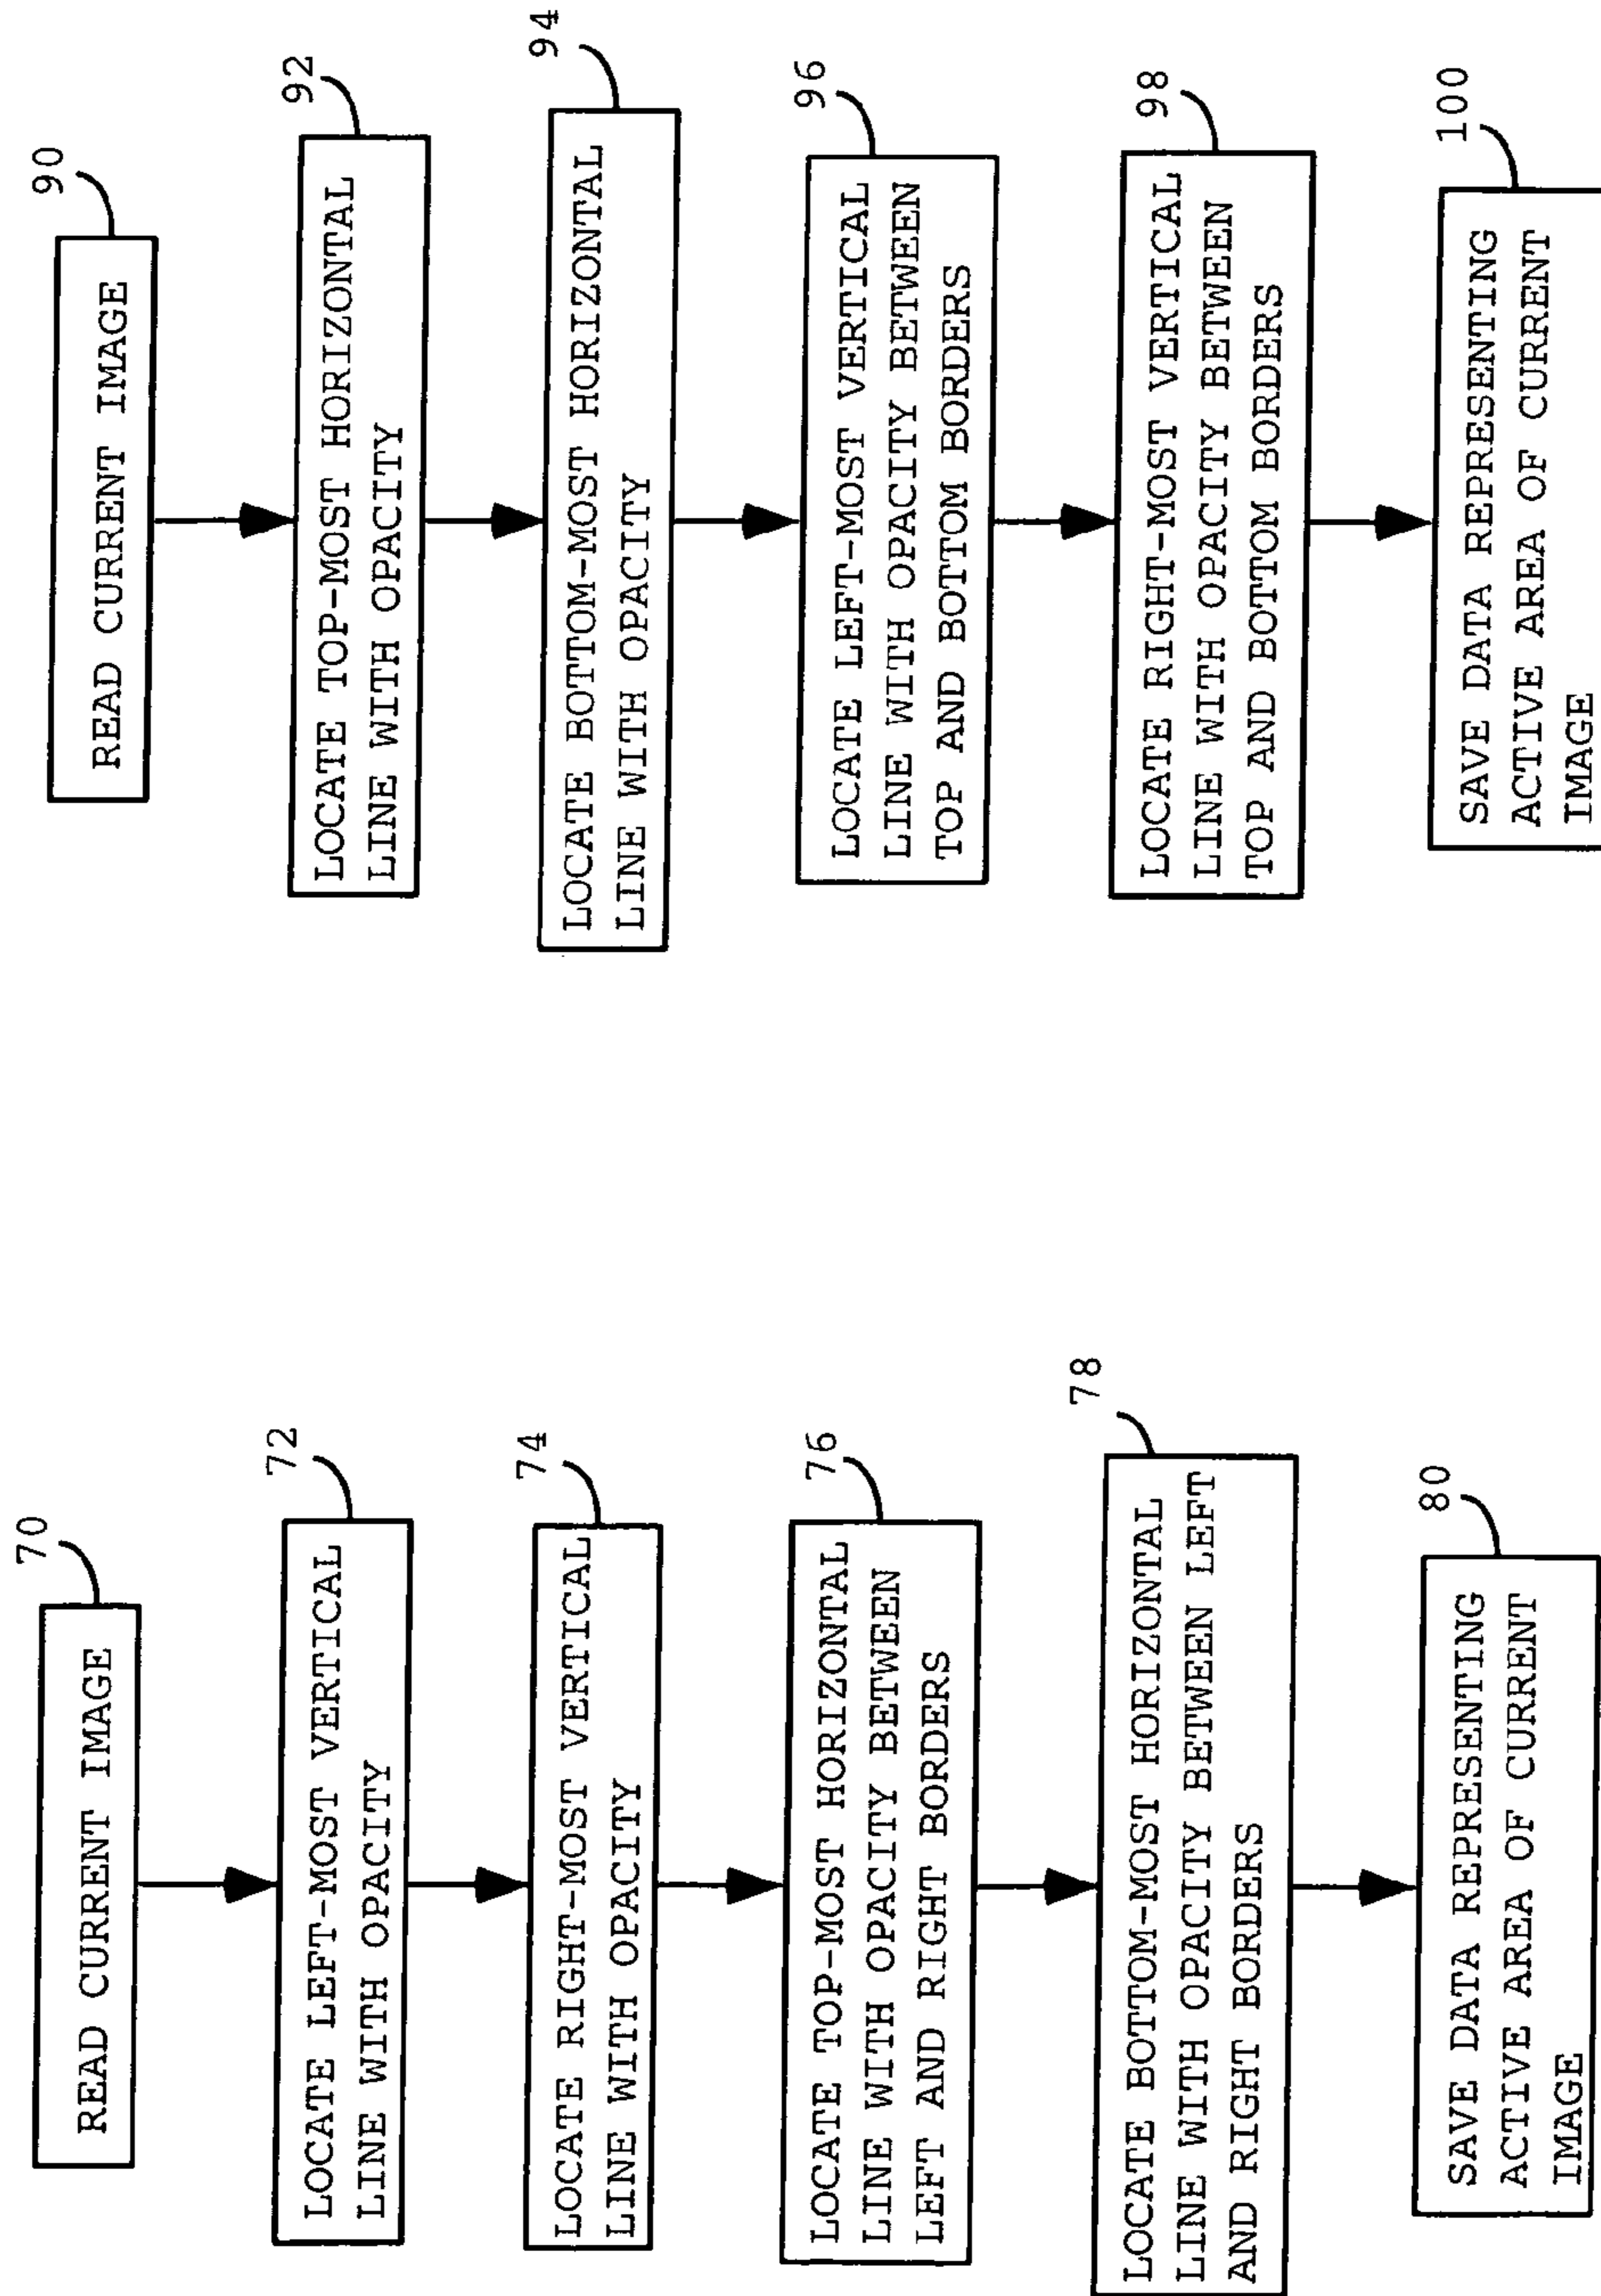 70
READ CURRENT IMAGE
72
LOCATE LEFT-MOST VERTICAL
LINE WITH OPACITY
74
LOCATE RIGHT-MOST VERTICAL
LINE WITH OPACITY
76
LOCATE TOP-MOST HORIZONTAL
LINE WITH OPACITY BETWEEN
LEFT AND RIGHT BORDERS
78
LOCATE BOTTOM-MOST HORIZONTAL
LINE WITH OPACITY BETWEEN LEFT
AND RIGHT BORDERS
80
SAVE DATA REPRESENTING
ACTIVE AREA OF CURRENT
IMAGE
90
READ CURRENT IMAGE
92
LOCATE TOP-MOST HORIZONTAL
LINE WITH OPACITY
94
LOCATE BOTTOM-MOST HORIZONTAL
LINE WITH OPACITY
96
LOCATE LEFT-MOST VERTICAL
LINE WITH OPACITY BETWEEN
TOP AND BOTTOM BORDERS
98
LOCATE RIGHT-MOST VERTICAL
LINE WITH OPACITY BETWEEN
TOP AND BOTTOM BORDERS
100
SAVE DATA REPRESENTING
ACTIVE AREA OF CURRENT
IMAGE